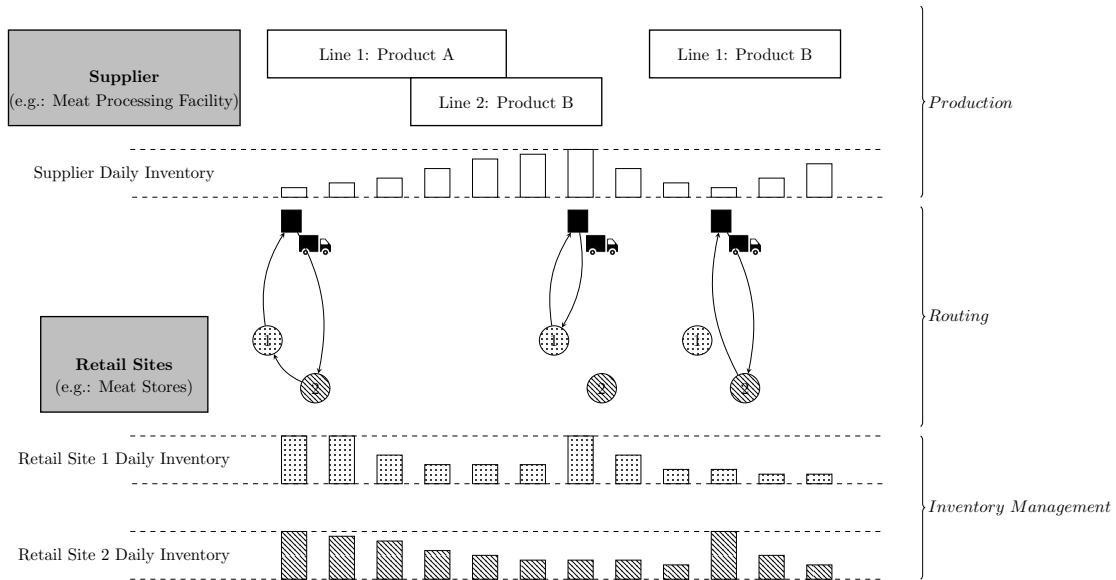 Line 1: Product A
Line 1: Product B
Supplier
(e.g.: Meat Processing Facility)
Line 2: Product B
Production
Supplier Daily Inventory
Routing
1
1
1
Retail Sites
(e.g.: Meat Stores)
2
2
2
Retail Site 1 Daily Inventory
Inventory Management
Retail Site 2 Daily Inventory